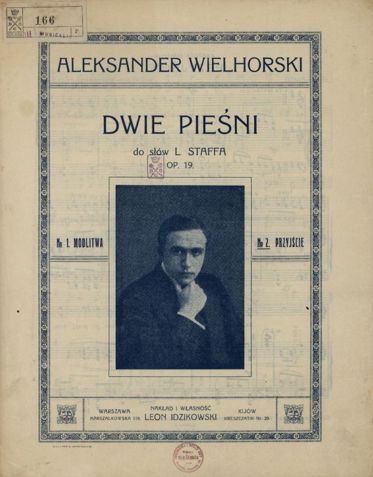 166
ALEKSANDER WIELHORSKI
DWIE PIEŚNI
do słów L. STAFFA
OP. 19.
№ 1. MODLITWA
№ 2. PRZYJŚCIE
WARSZAWA
MARSZAŁKOWSKA 119.
NAKŁAD I WŁASNOŚĆ
LEON IDZIKOWSKI
KIJÓW
KRESZCZATIK № 29.